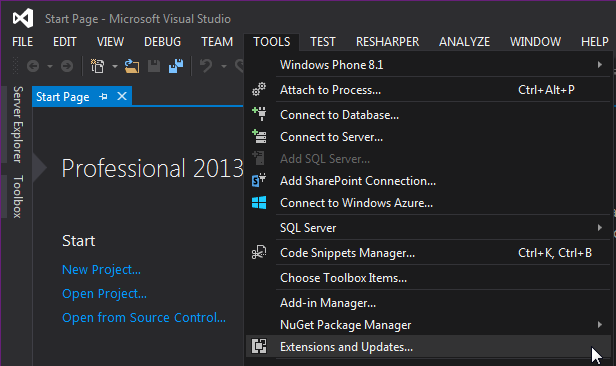 Start Page - Microsoft Visual Studio
FILE EDIT VIEW DEBUG TEAM TOOLS TEST RESHARPER ANALYZE WINDOW HELP
Server Explorer
Toolbox
Start Page
Professional 2013
Start
New Project...
Open Project...
Open from Source Control...
Windows Phone 8.1
Attach to Process... Ctrl+Alt+P
Connect to Database...
Connect to Server...
Add SQL Server...
Add SharePoint Connection...
Connect to Windows Azure...
SQL Server
Code Snippets Manager... Ctrl+K, Ctrl+B
Choose Toolbox Items...
Add-in Manager...
NuGet Package Manager
Extensions and Updates...